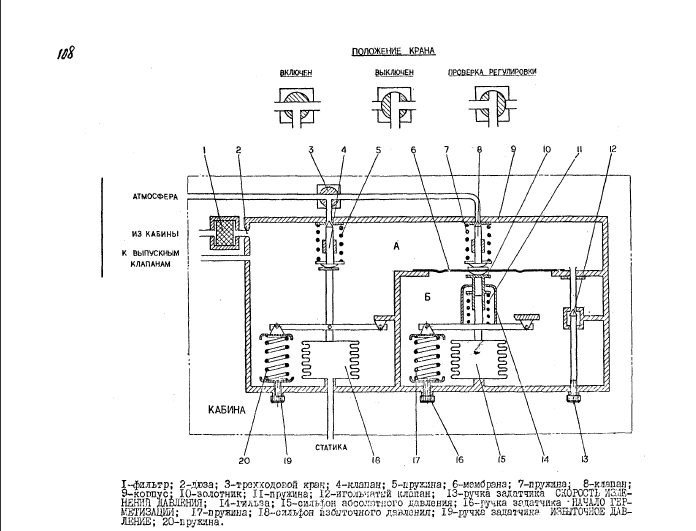 108
ПОЛОЖЕНИЕ КРАНА
ВКЛЮЧЕН ВЫКЛЮЧЕН ПРОВЕРКА РЕГУЛИРОВКИ
1 2 3 4 5 6 7 8 9 10 11 12
АТМОСФЕРА
ИЗ КАБИНЫ
А
К ВЫПУСКНЫМ
КЛАПАНАМ
Б
КАБИНА
СТАТИКА
20 19 18 17 16 15 14 13
1-фильтр; 2-дюза; 3-трехходовой кран; 4-клапан; 5-пружина; 6-мембрана; 7-пружина; 8-клапан;
9-корпус; 10-золотник; 11-пружина; 12-игольчатый клапан; 13-ручка задатчика СКОРОСТЬ ИЗМЕ-
НЕНИЯ ДАВЛЕНИЯ; 14-гильза; 15-сильфон абсолютного давления; 16-ручка задатчика НАЧАЛО ГЕР-
МЕТИЗАЦИИ; 17-пружина; 18-сильфон избыточного давления; 19-ручка задатчика ИЗБЫТОЧНОЕ ДАВ-
ЛЕНИЕ; 20-пружина.